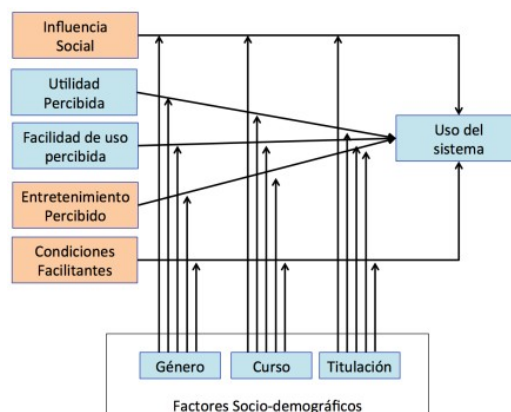 Influencia
Social
Utilidad
Percibida
Facilidad de uso
percibida
Entretenimiento
Percibido
Condiciones
Facilitantes
Uso del
sistema
Género
Curso
Titulación
Factores Socio-demográficos